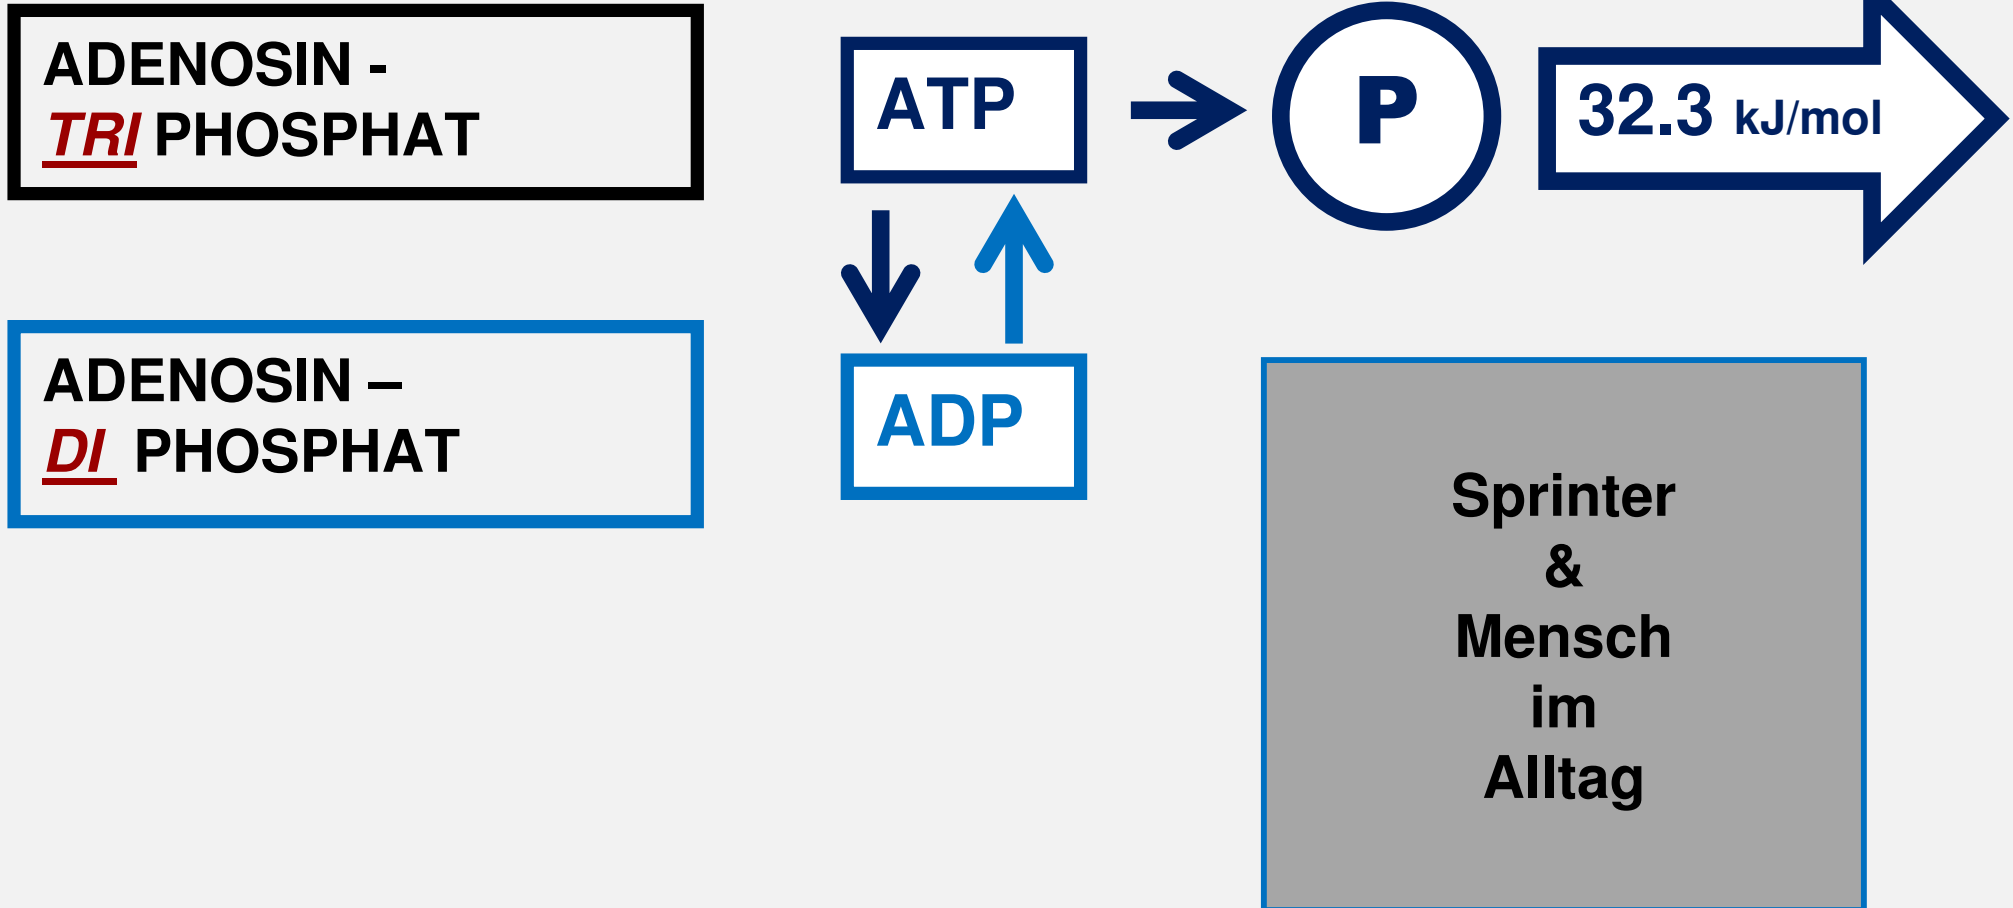 ADENOSIN -
TRI PHOSPHAT
ATP
P
32.3 kJ/mol
ADENOSIN –
DI PHOSPHAT
ADP
Sprinter
&
Mensch
im
Alltag